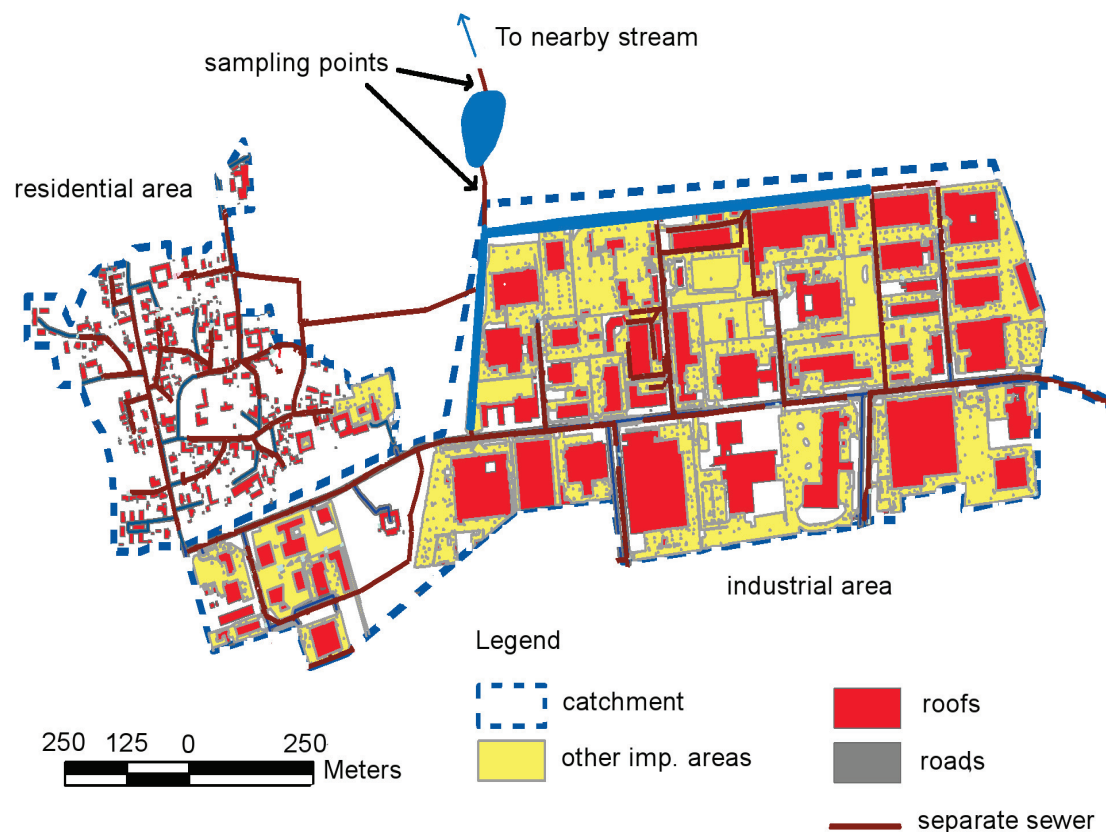 To nearby stream
sampling points
residential area
industrial area
Legend
catchment
roofs
other imp. areas
roads
separate sewer
250 125 0 250
Meters